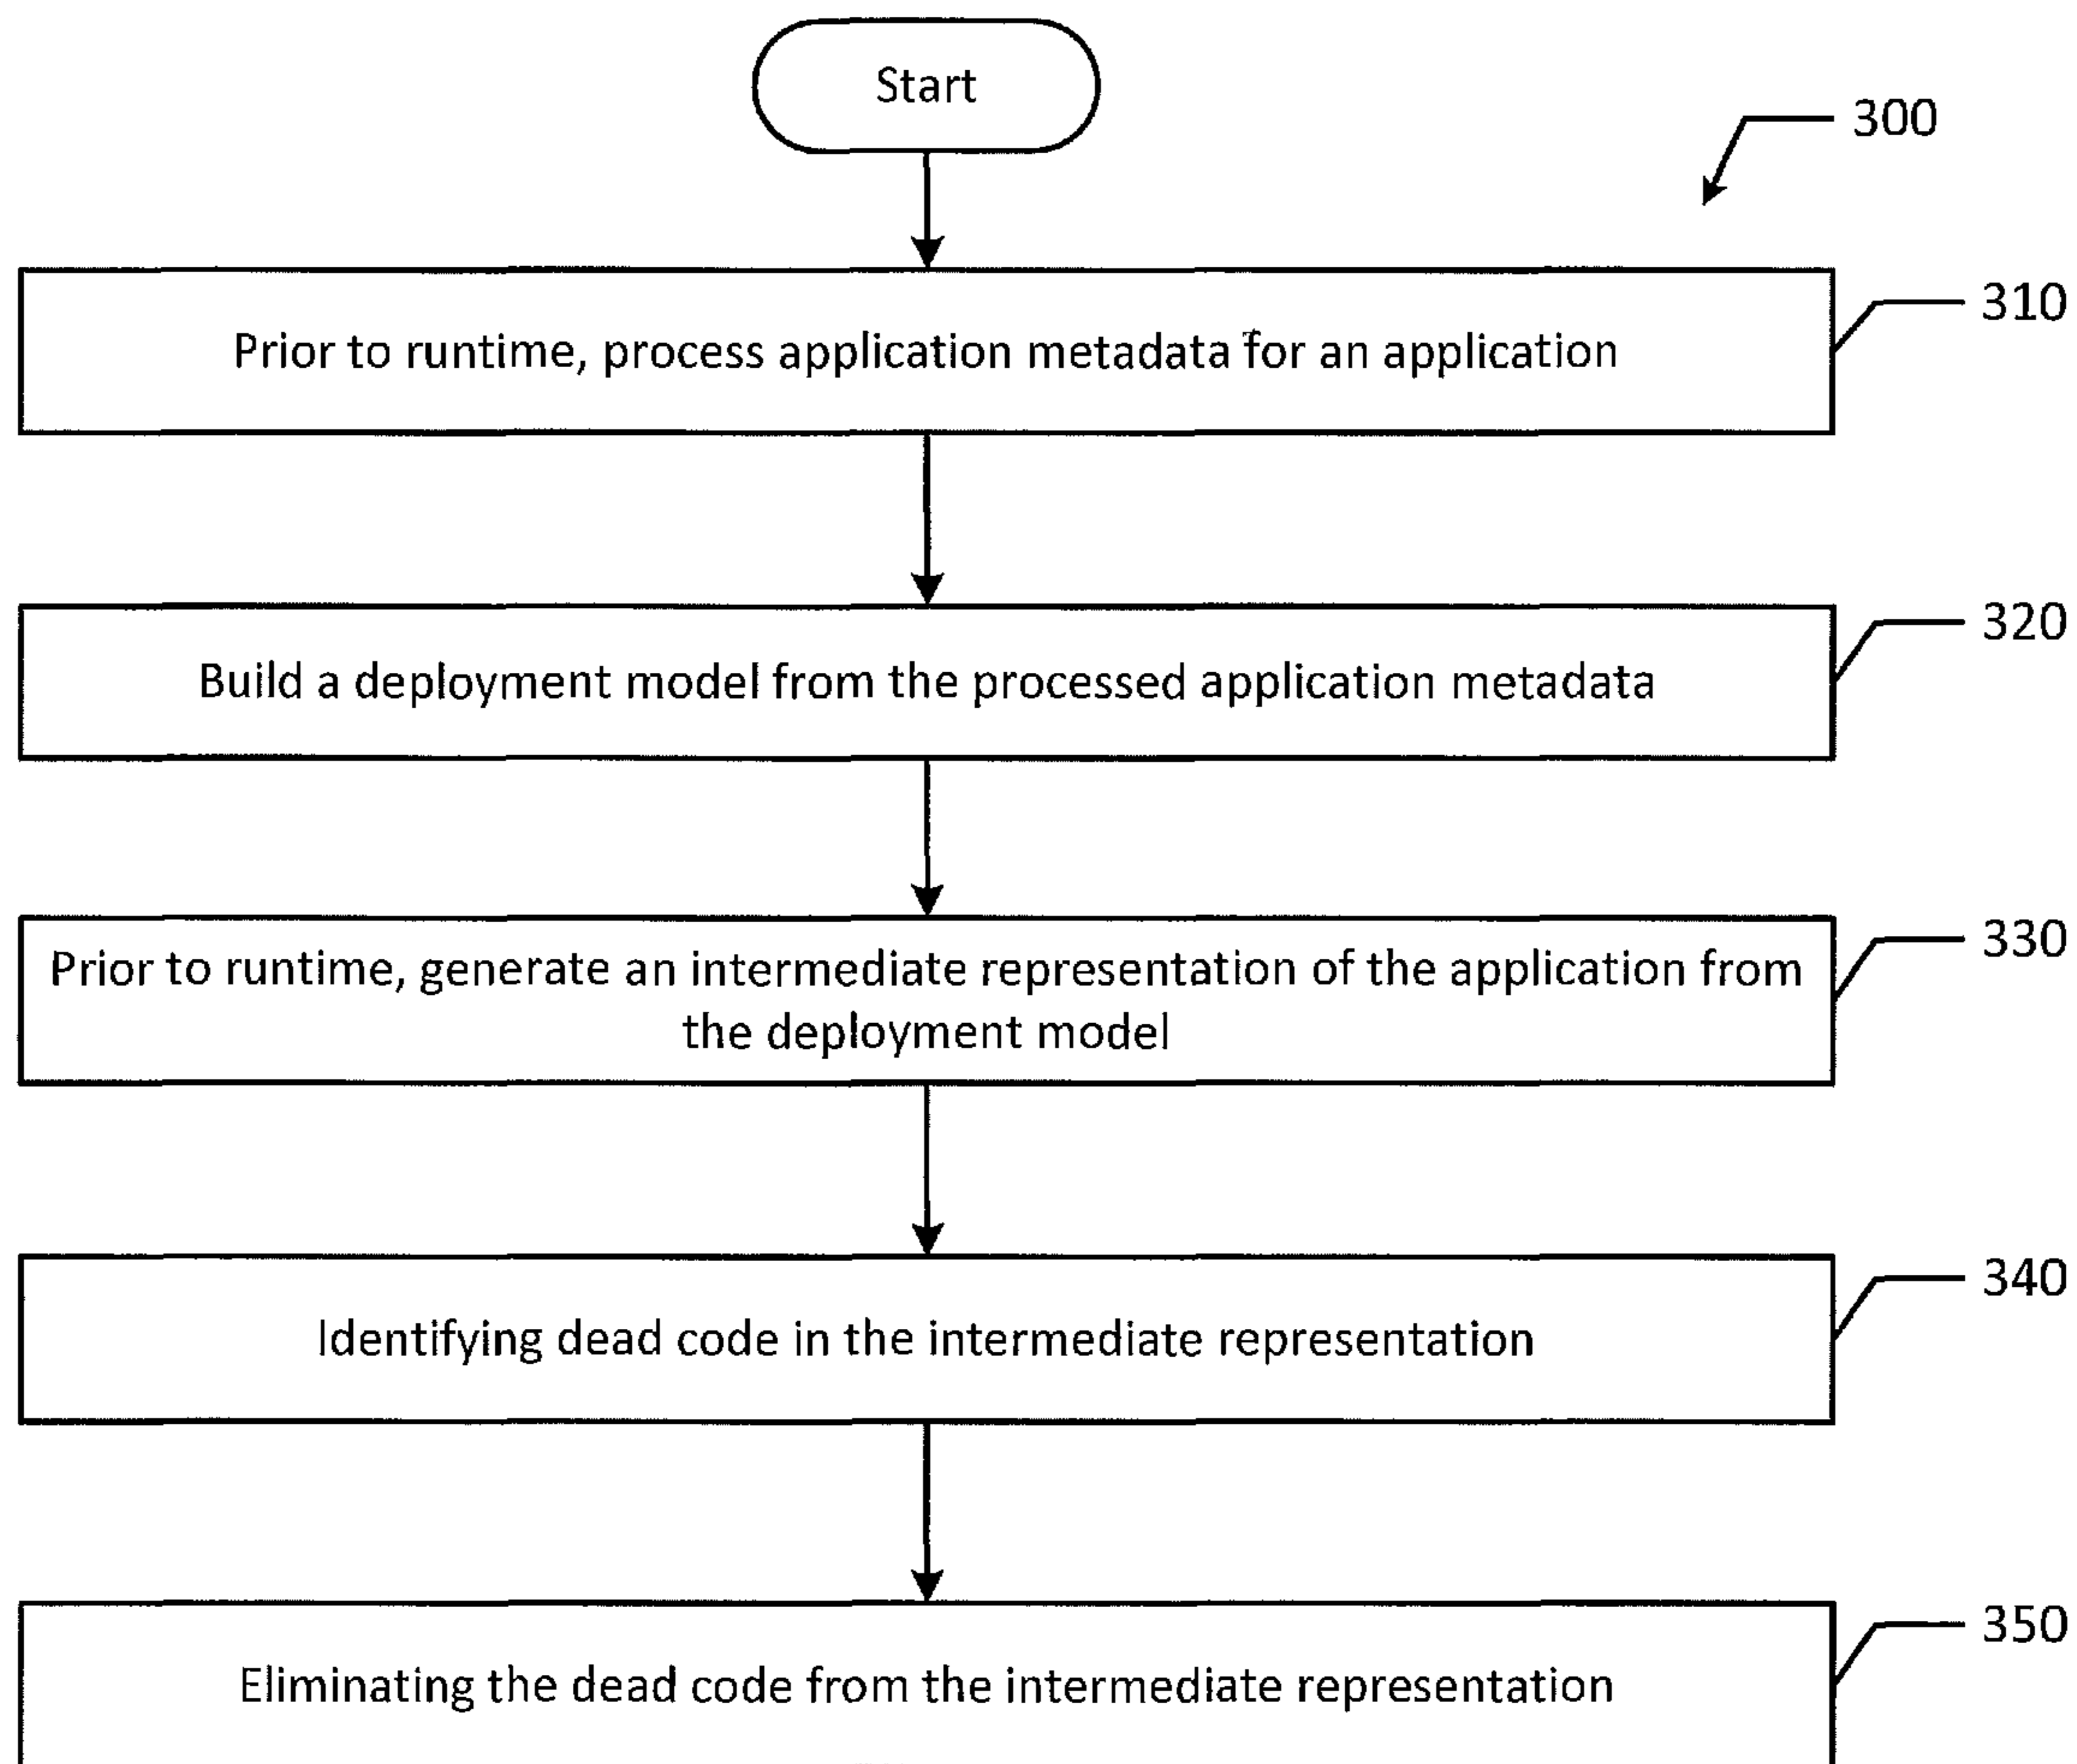 Start
300
Prior to runtime, process application metadata for an application
310
Build a deployment model from the processed application metadata
320
Prior to runtime, generate an intermediate representation of the application from
the deployment model
330
Identifying dead code in the intermediate representation
340
Eliminating the dead code from the intermediate representation
350